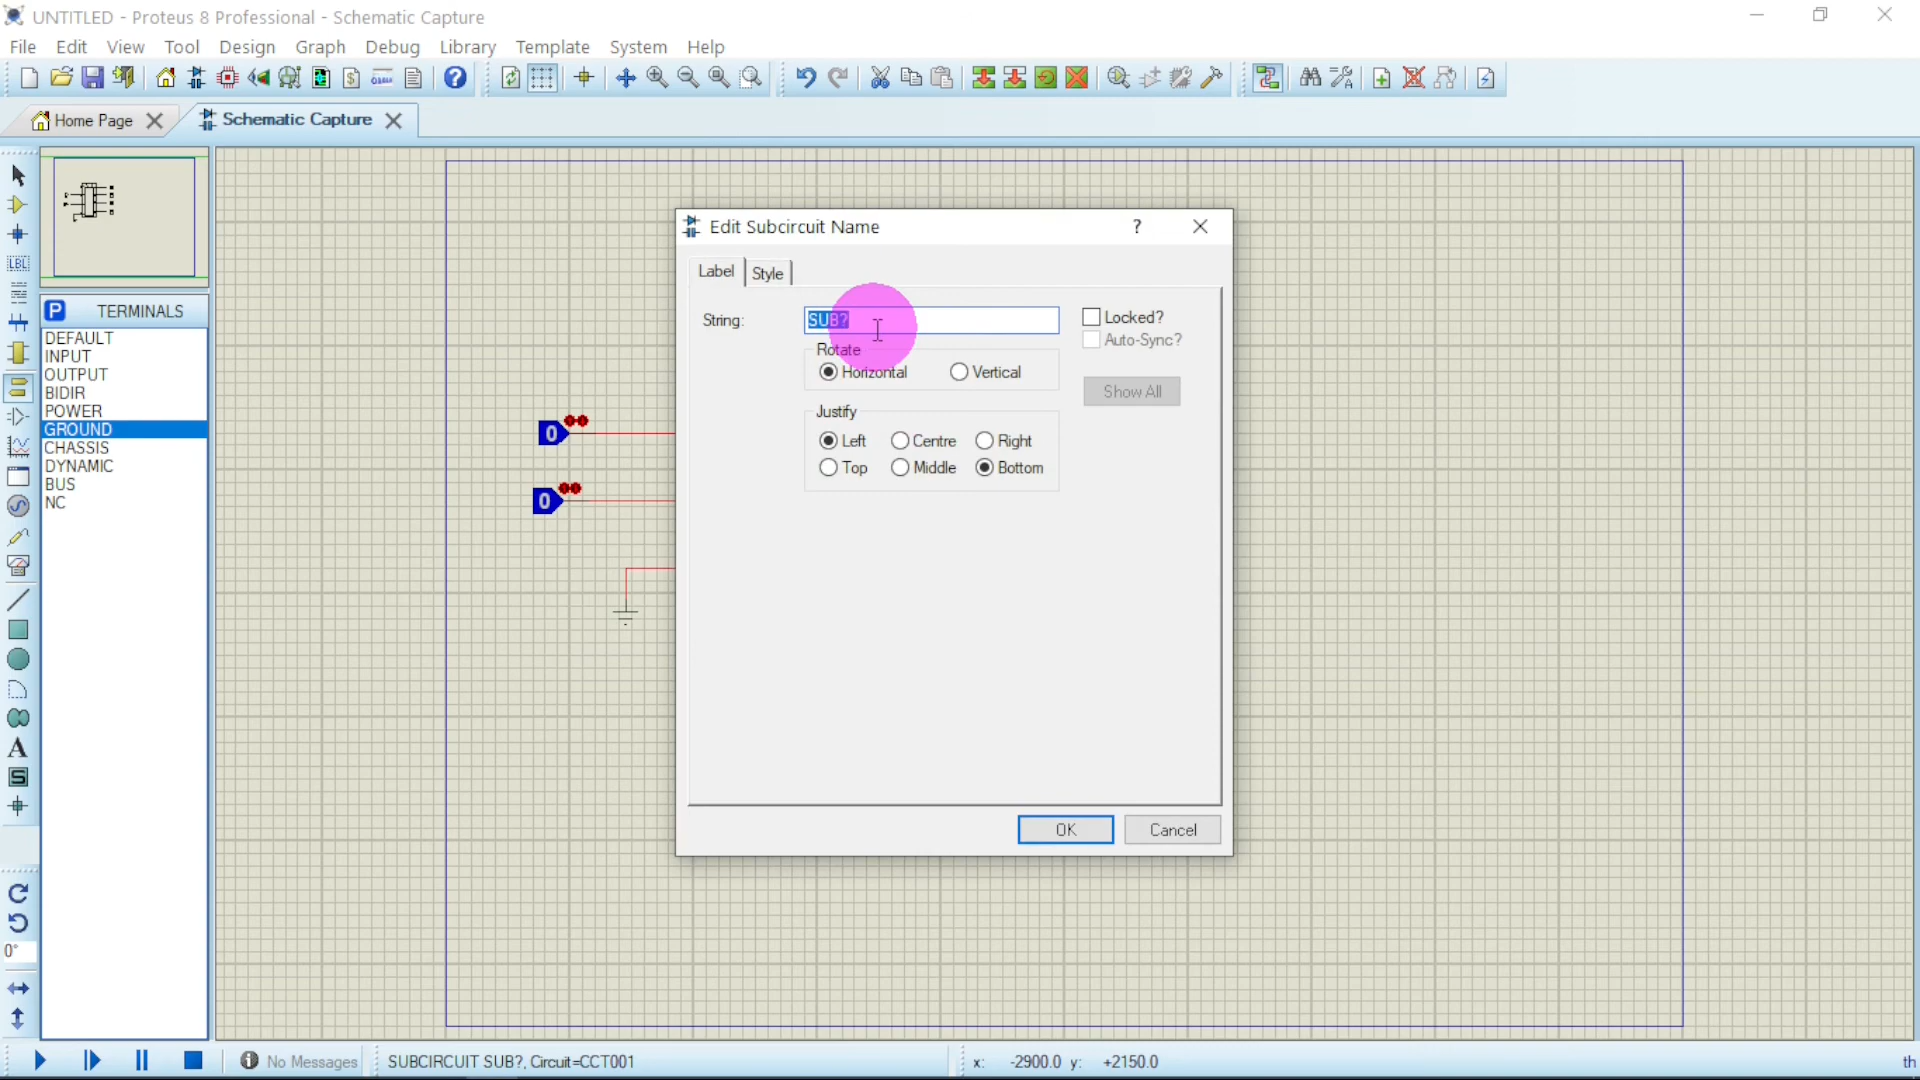 UNTITLED - Proteus 8 Professional - Schematic Capture
File Edit View Tool Design Graph Debug Library Template System Help
Home Page Schematic Capture
Edit Subcircuit Name ?
Label Style
P TERMINALS
DEFAULT
INPUT
OUTPUT
BIDIR
POWER
GROUND
CHASSIS
DYNAMIC
BUS
NC
LBL
A
S
0°
String: SUB? Locked?
Auto-Sync?
Rotate
Horizontal Vertical
Show All
Justify
Left Centre Right
Top Middle Bottom
0
0
OK Cancel
No Messages SUBCIRCUIT SUB?, Circuit=CCT001 x: -2900.0 y: +2150.0 th